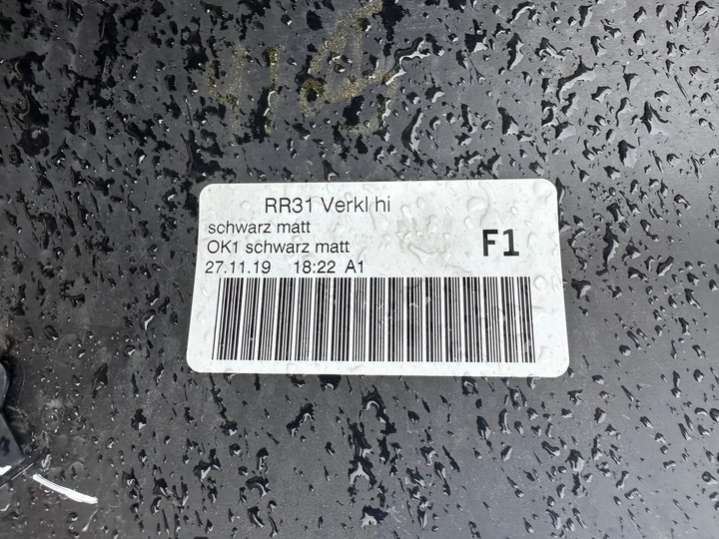 RR31 Verkl hi
schwarz matt
OK1 schwarz matt
F1
27.11.19 18:22 A1